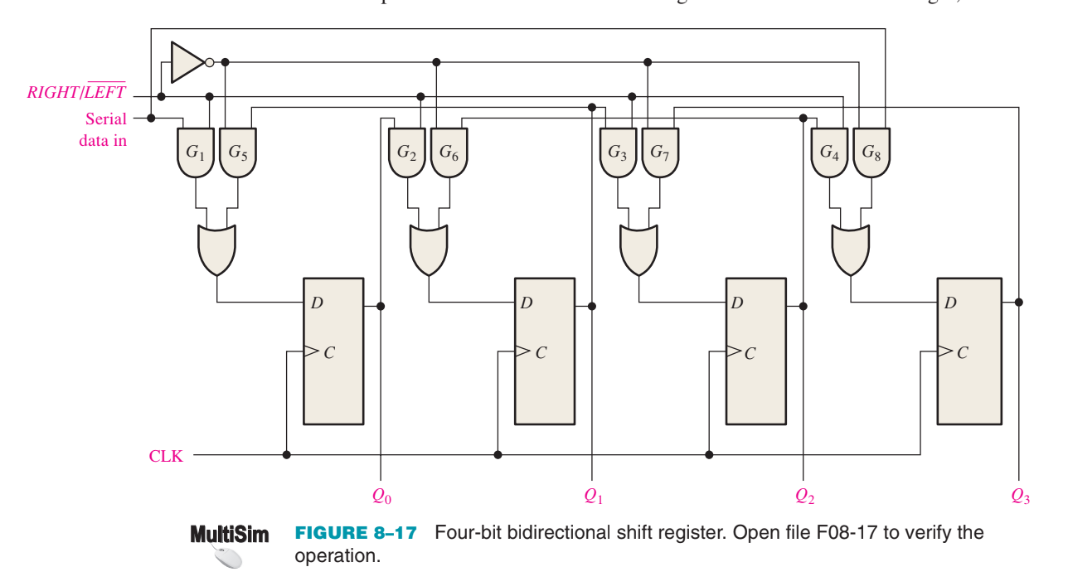 RIGHT/LEFT
Serial
data in
G1 G5 G2 G6 G3 G7 G4 G8
D D D D
C C C C
CLK
Q0 Q1 Q2 Q3
MultiSim FIGURE 8–17 Four-bit bidirectional shift register. Open file F08-17 to verify the
operation.